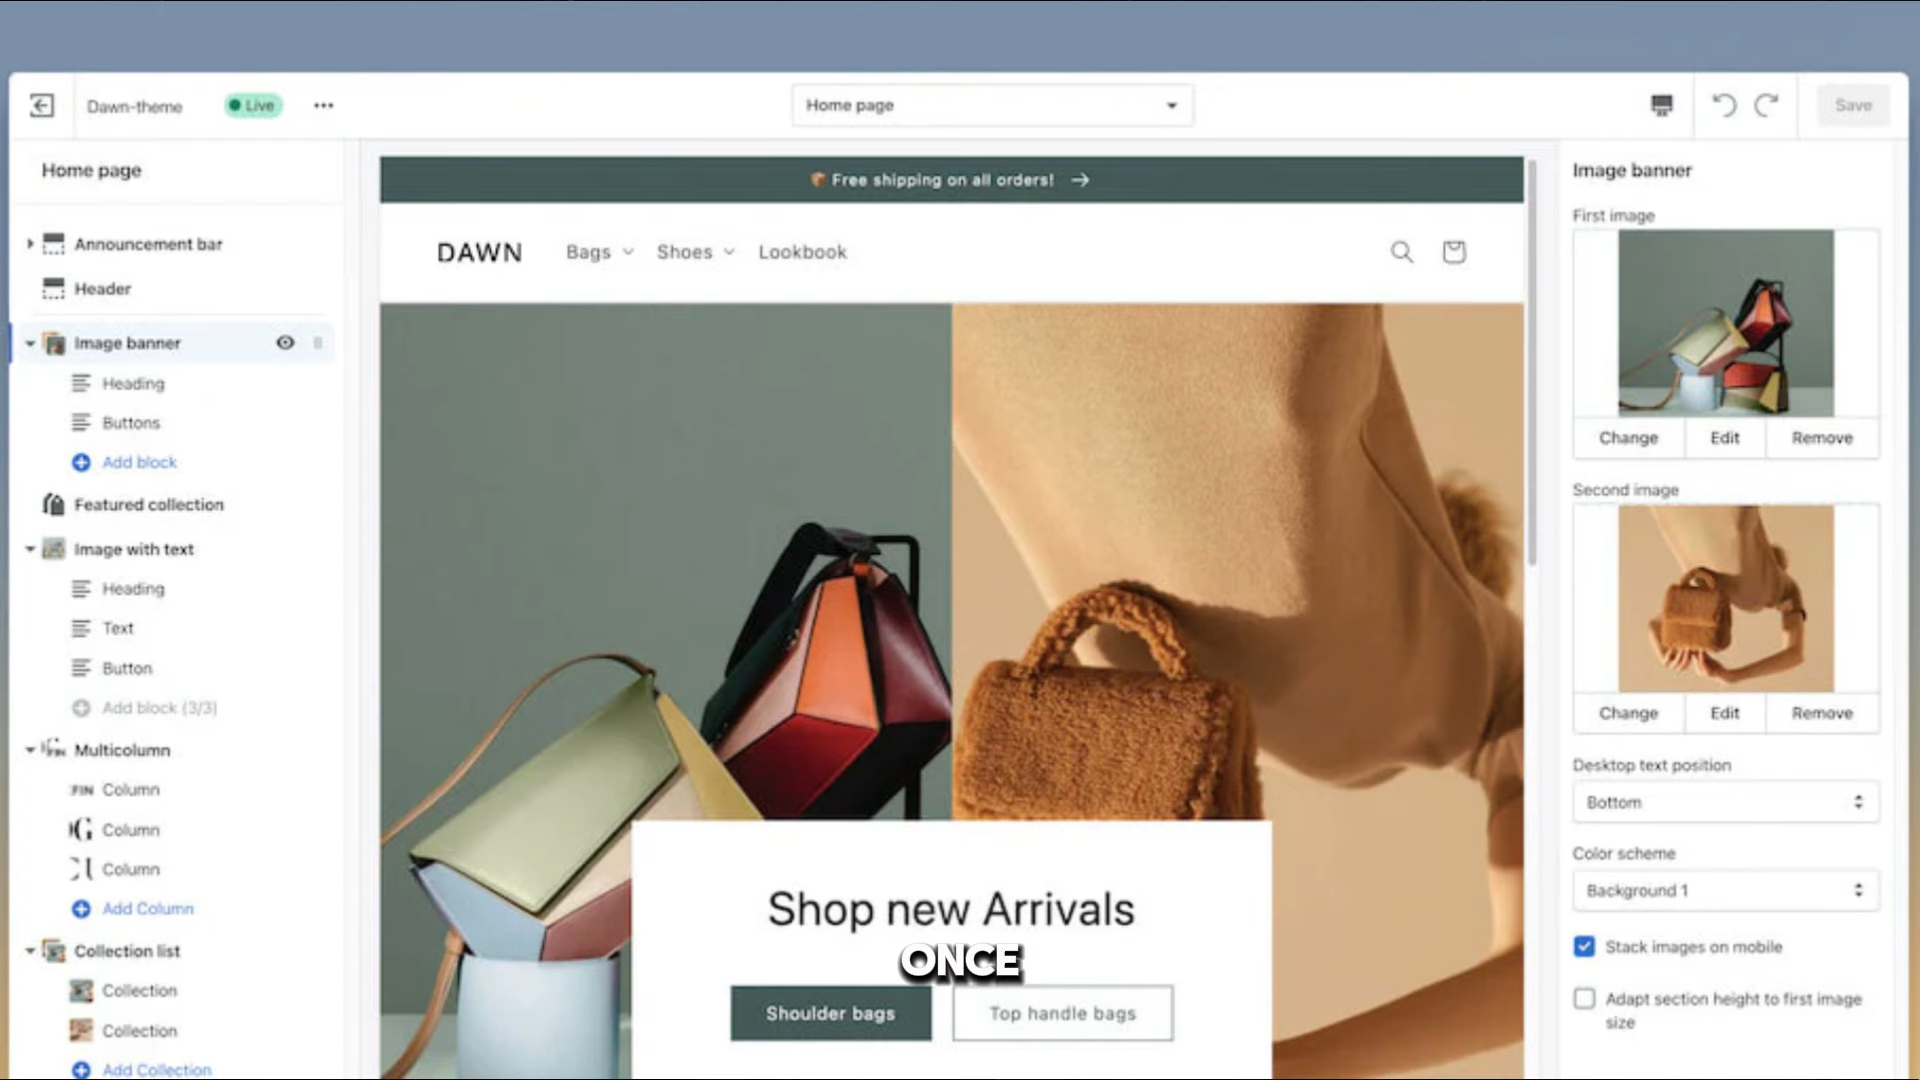 Dawn-theme
Live
Home page
Save
Home page
Announcement bar
Header
Image banner
Heading
Buttons
Add block
Featured collection
Image with text
Heading
Text
Button
Add block (3/3)
Multicolumn
Column
Column
Column
Add Column
Collection list
Collection
Collection
Add Collection
Free shipping on all orders!
DAWN
Bags
Shoes
Lookbook
Shop new Arrivals
ONCE
Shoulder bags
Top handle bags
Image banner
First image
Change
Edit
Remove
Second image
Change
Edit
Remove
Desktop text position
Bottom
Color scheme
Background 1
Stack images on mobile
Adapt section height to first image
size